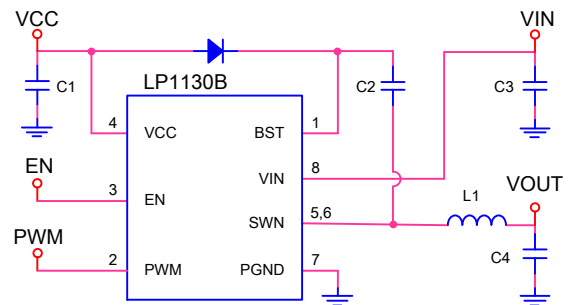 VCC
VIN
C1
LP1130B
C2
C3
4
VCC
BST
1
EN
VIN
8
3
EN
VOUT
L1
PWM
SWN
5,6
2
PWM
PGND
7
C4